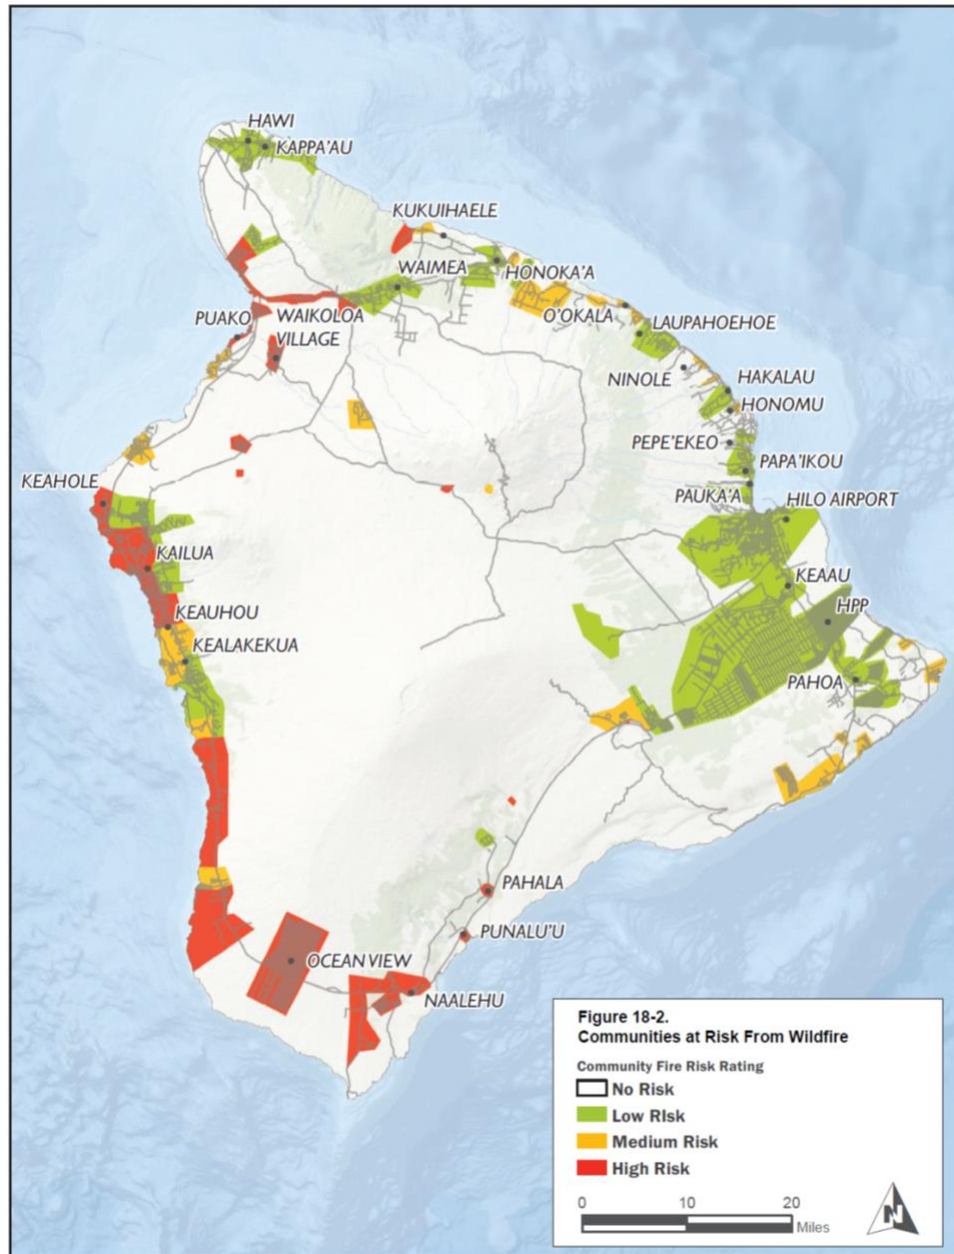 HAWI
KAPPA'AU
KUKUIHAELE
WAIMEA
HONOKA'A
PUAKO
WAIKOLOA
VILLAGE
O'OKALA
LAUPAHOEHOE
NINOLE
HAKALAU
HONOMU
PEPE'EKEO
PAPA'IKOU
KEAHOLE
PAUKA'A
HILO AIRPORT
KAILUA
KEAAU
HPP
KEAUHOU
KEALAKEKUA
PAHOA
PAHALA
PUNALU'U
OCEAN VIEW
NAALEHU
Figure 18-2.
Communities at Risk From Wildfire
Community Fire Risk Rating
No Risk
Low RIsk
Medium Risk
High Risk
0 10 20
Miles
N